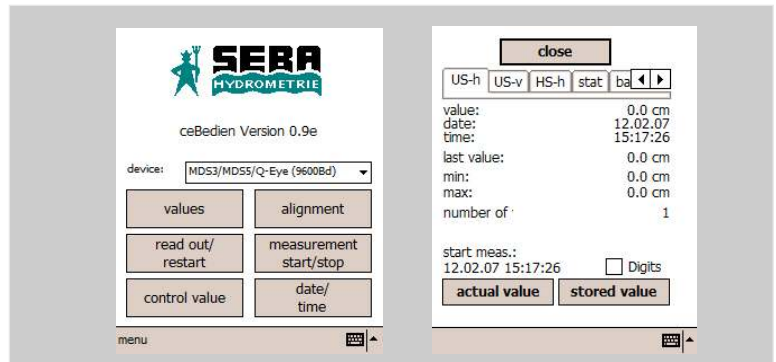 SEBA
HYDROMETRIE
ceBedien Version 0.9e
device: MDS3/MDS5/Q-Eye (9600Bd)
values
alignment
read out/
restart
measurement
start/stop
control value
date/
time
menu
close
US-h US-v HS-h stat ba
value: 0.0 cm
date: 12.02.07
time: 15:17:26
last value: 0.0 cm
min: 0.0 cm
max: 0.0 cm
number of 1
start meas.:
12.02.07 15:17:26 Digits
actual value stored value